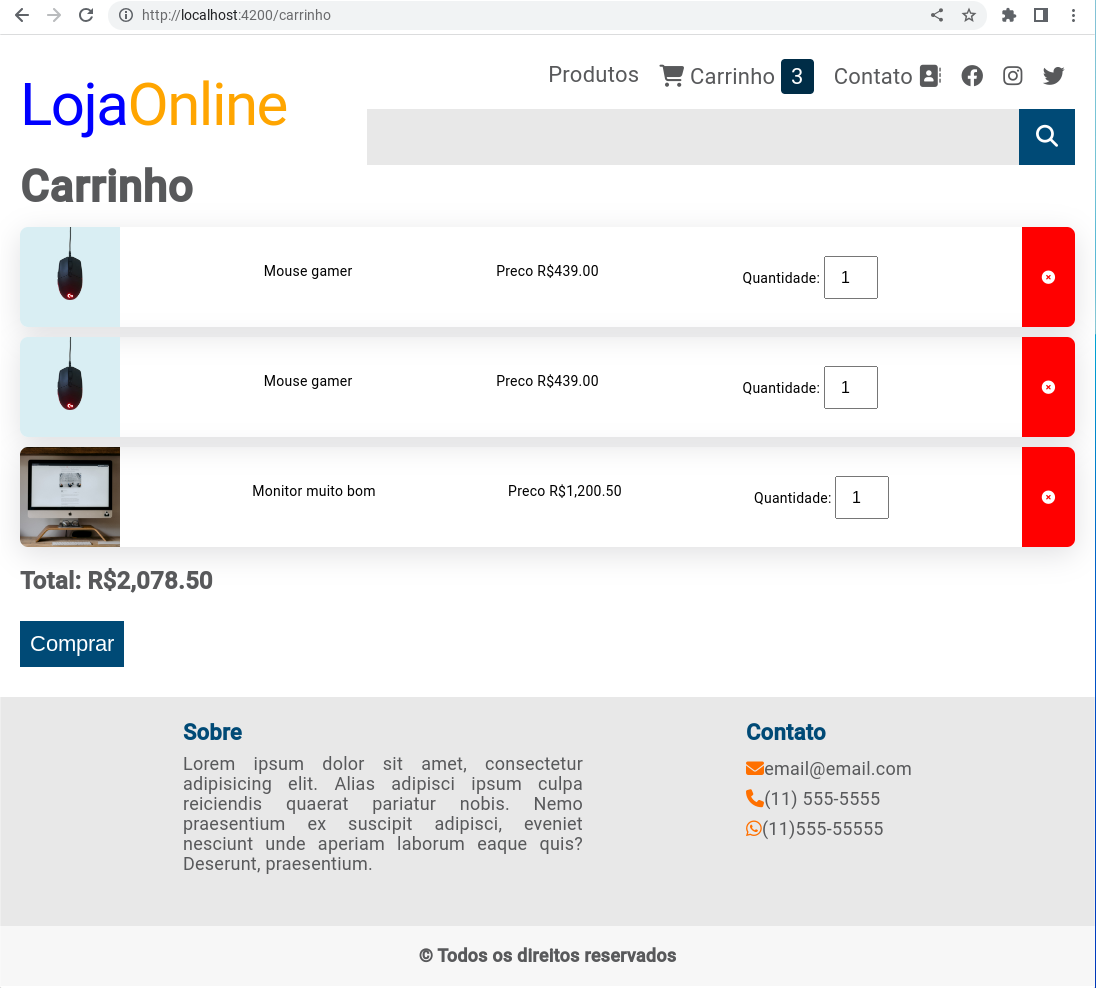 http://localhost:4200/carrinho
LojaOnline
Produtos Carrinho 3 Contato
Carrinho
Mouse gamer Preco R$439.00 Quantidade: 1
Mouse gamer Preco R$439.00 Quantidade: 1
Monitor muito bom Preco R$1,200.50 Quantidade: 1
Total: R$2,078.50
Comprar
Sobre
Lorem ipsum dolor sit amet, consectetur
adipisicing elit. Alias adipisci ipsum culpa
reiciendis quaerat pariatur nobis. Nemo
praesentium ex suscipit adipisci, eveniet
nesciunt unde aperiam laborum eaque quis?
Deserunt, praesentium.
Contato
email@email.com
(11) 555-5555
(11)555-55555
© Todos os direitos reservados